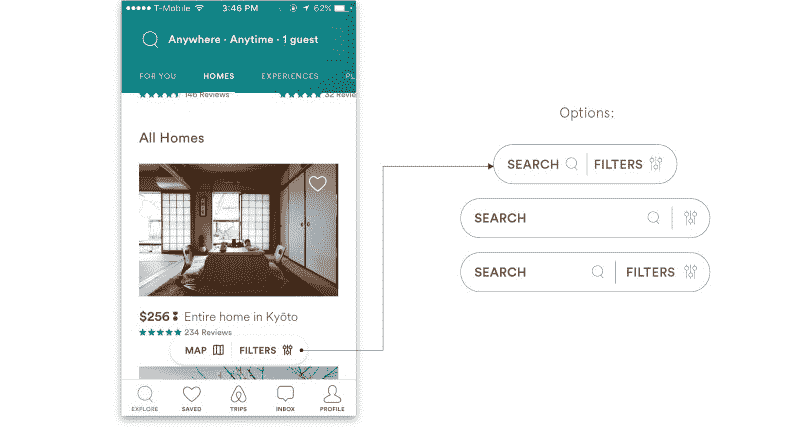 T-Mobile 3:46 PM 62%
Anywhere · Anytime · 1 guest
FOR YOU HOMES EXPERIENCES PL
146 Reviews 32 Revie
All Homes
$256 Entire home in Kyōto
234 Reviews
MAP FILTERS
EXPLORE SAVED TRIPS INBOX PROFILE
Options:
SEARCH FILTERS
SEARCH
SEARCH FILTERS